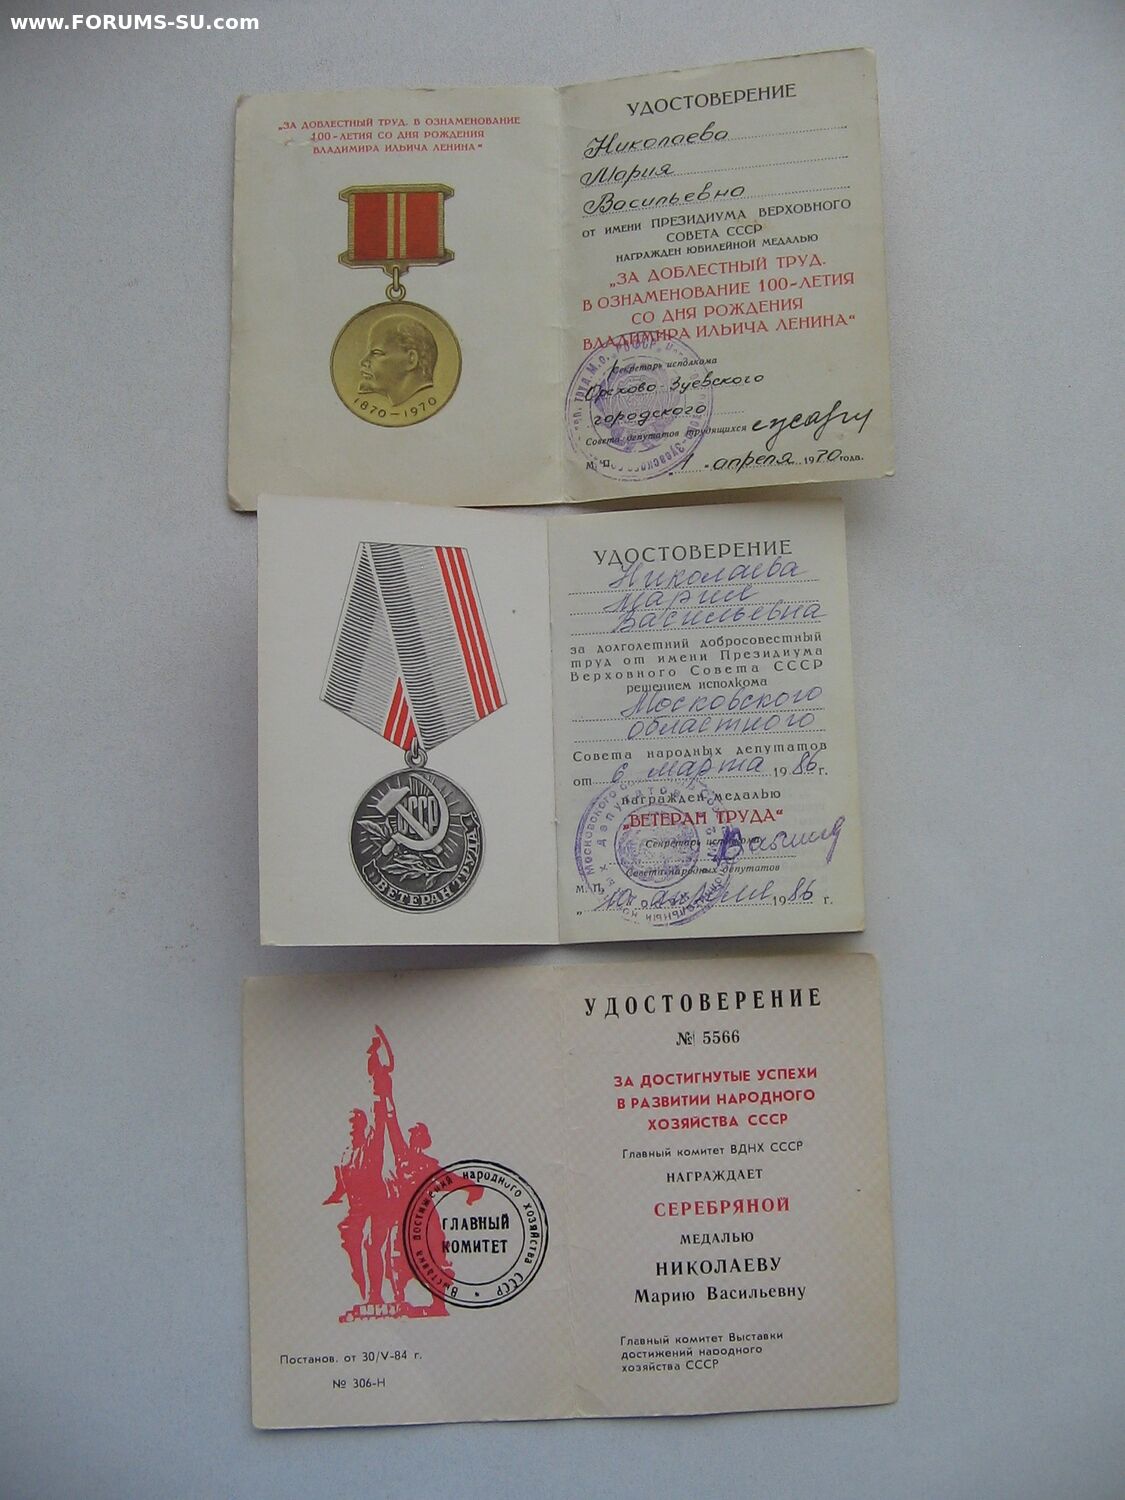 www.FORUMS-SU.com
„ЗА ДОБЛЕСТНЫЙ ТРУД. В ОЗНАМЕНОВАНИЕ
100-ЛЕТИЯ СО ДНЯ РОЖДЕНИЯ
ВЛАДИМИРА ИЛЬИЧА ЛЕНИНА“
1870-1970
УДОСТОВЕРЕНИЕ
Николаева
Мария
Васильевна
от имени ПРЕЗИДИУМА ВЕРХОВНОГО
СОВЕТА СССР
НАГРАЖДЕН ЮБИЛЕЙНОЙ МЕДАЛЬЮ
„ЗА ДОБЛЕСТНЫЙ ТРУД.
В ОЗНАМЕНОВАНИЕ 100-ЛЕТИЯ
СО ДНЯ РОЖДЕНИЯ
ВЛАДИМИРА ИЛЬИЧА ЛЕНИНА“
Секретарь исполкома
Орехово-Зуевского
городского
Совета депутатов трудящихся
М. П. „1“ апреля 1970 года.
СССР
ВЕТЕРАН ТРУДА
УДОСТОВЕРЕНИЕ
Николаева
Мария
Васильевна
за долголетний добросовестный
труд от имени Президиума
Верховного Совета СССР
решением исполкома
Московского
областного
Совета народных депутатов
от 6 марта 1986 г.
награжден медалью
„ВЕТЕРАН ТРУДА“
Секретарь исполкома
Совета народных депутатов
М. П.
„10“ апреля 1986 г.
ГЛАВНЫЙ
КОМИТЕТ
Выставка достижений народного хозяйства СССР
Постанов. от 30/V-84 г.
№ 306-Н
УДОСТОВЕРЕНИЕ
№ 5566
ЗА ДОСТИГНУТЫЕ УСПЕХИ
В РАЗВИТИИ НАРОДНОГО
ХОЗЯЙСТВА СССР
Главный комитет ВДНХ СССР
НАГРАЖДАЕТ
СЕРЕБРЯНОЙ
МЕДАЛЬЮ
НИКОЛАЕВУ
Марию Васильевну
Главный комитет Выставки
достижений народного
хозяйства СССР